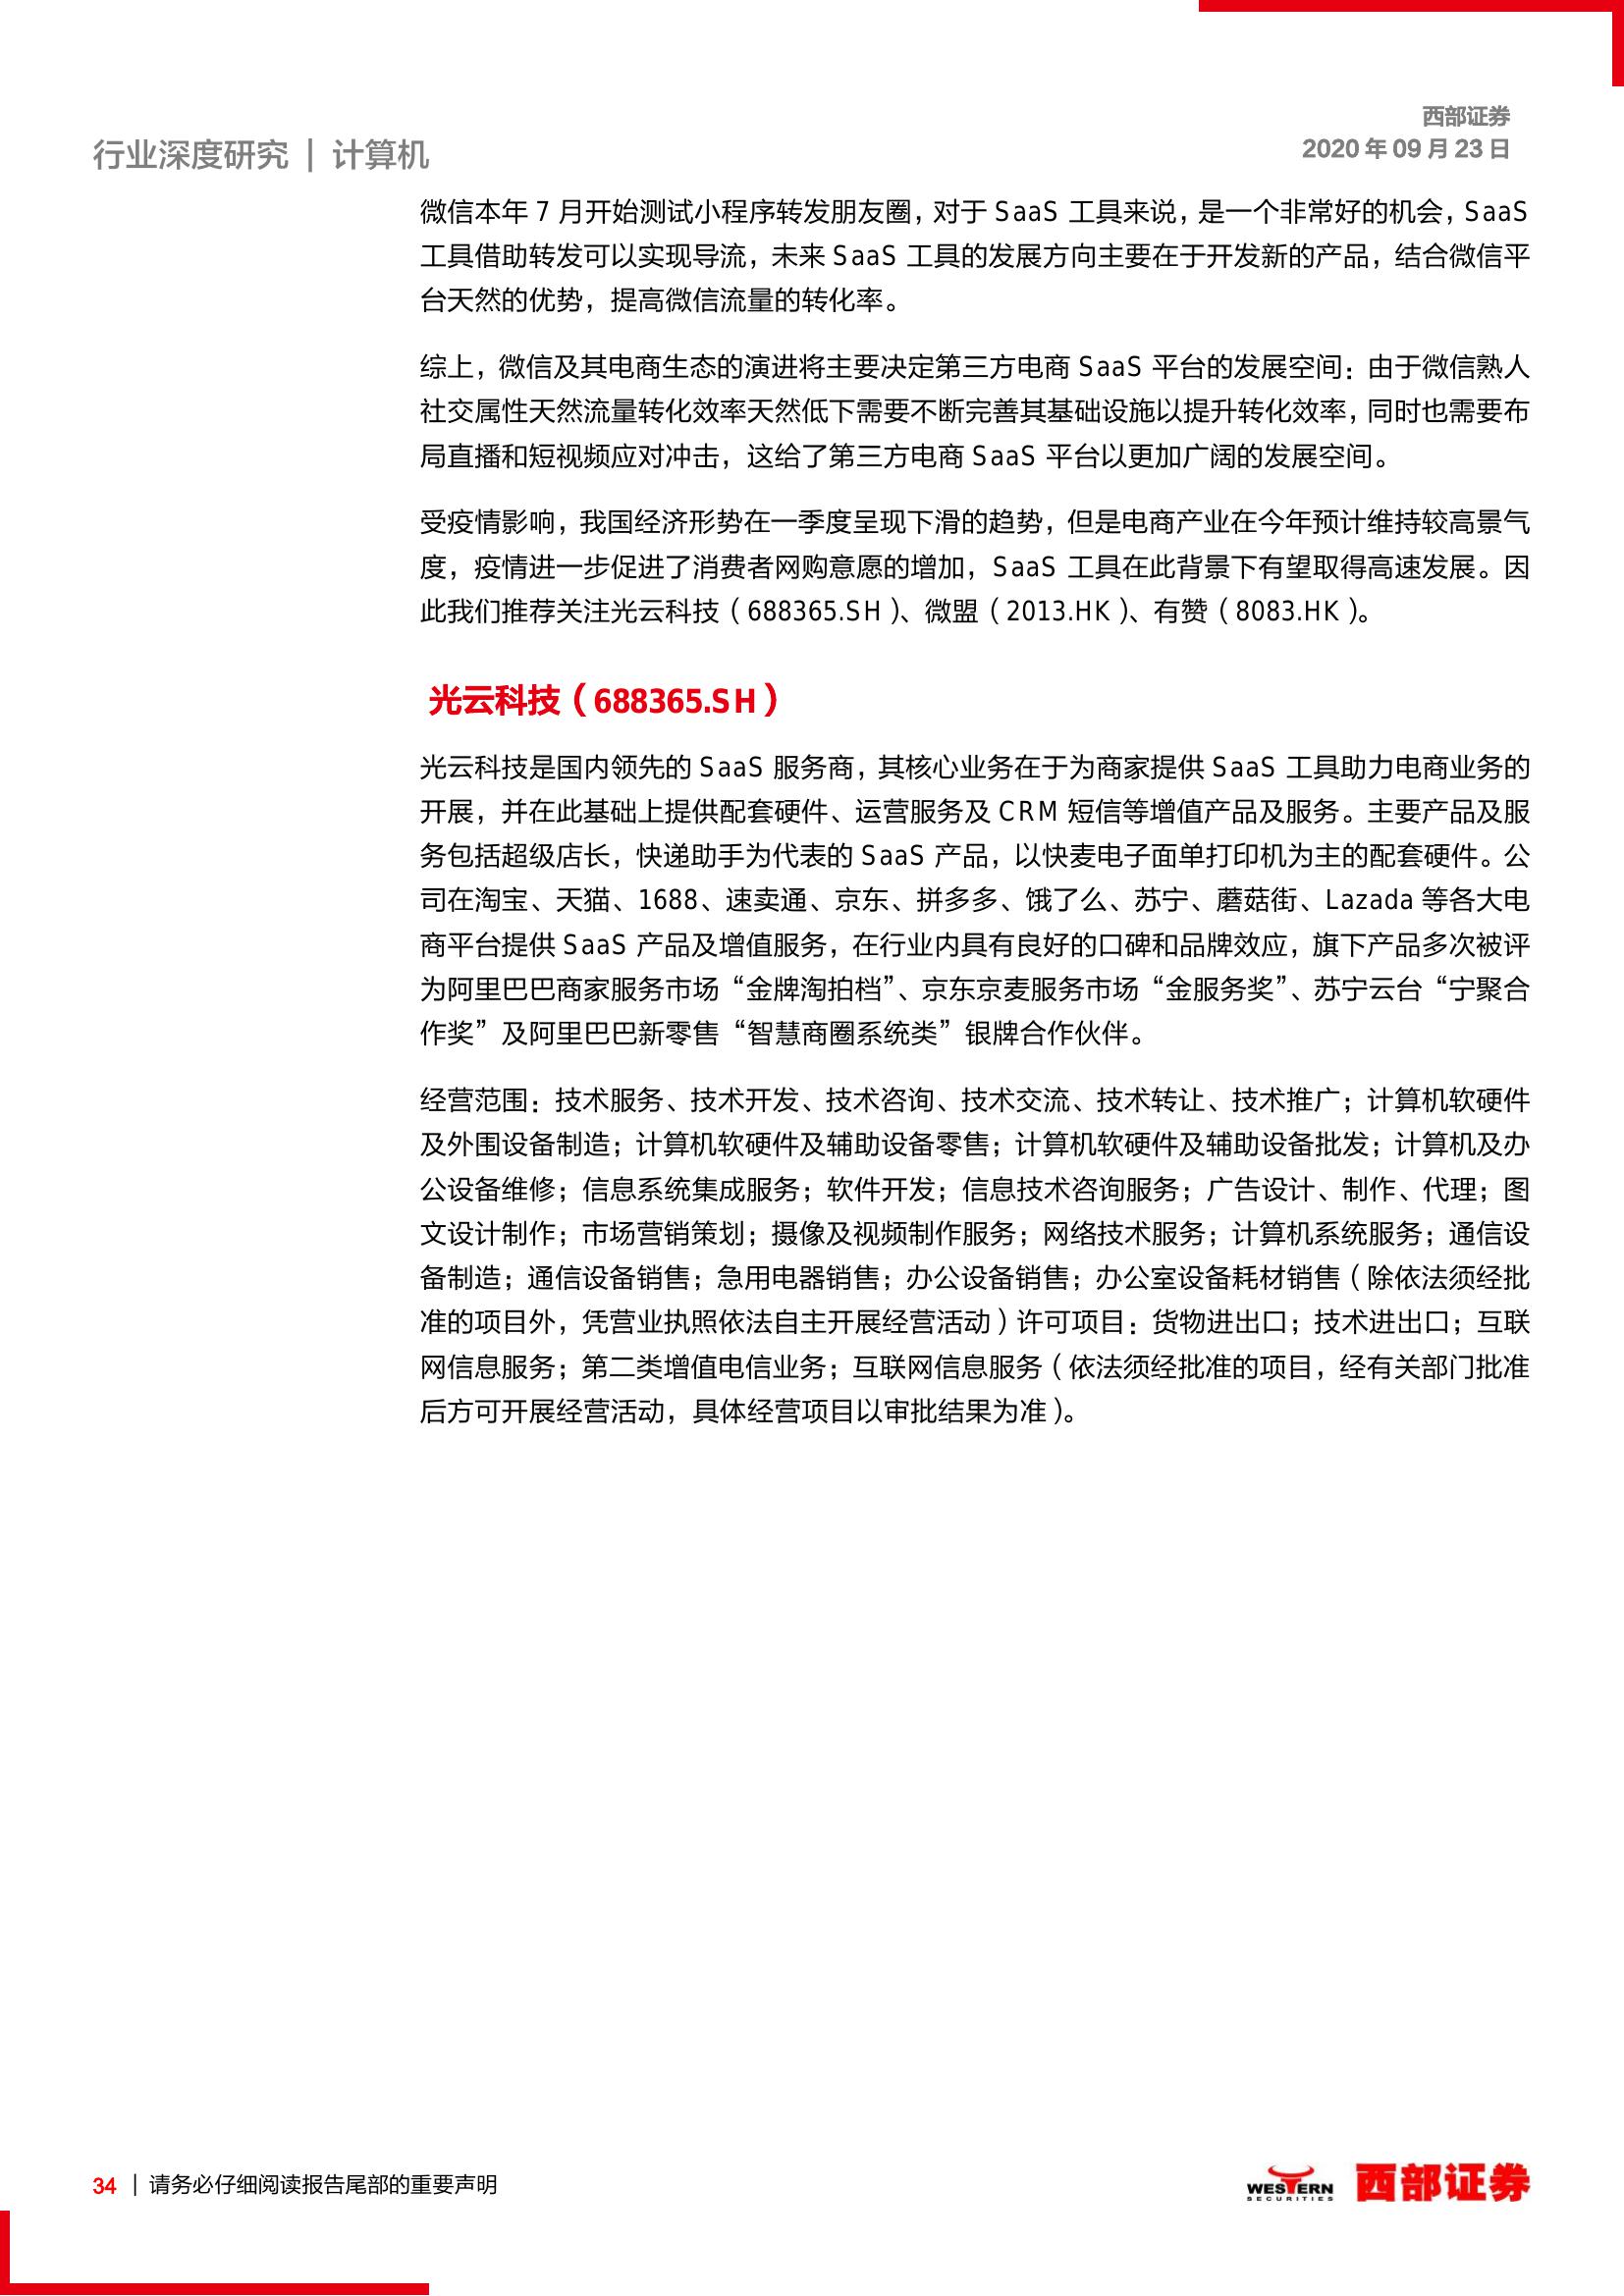 西部证券
行业深度研究 | 计算机
2020 年 09 月 23 日
微信本年 7 月开始测试小程序转发朋友圈，对于 SaaS 工具来说，是一个非常好的机会，SaaS
工具借助转发可以实现导流，未来 SaaS 工具的发展方向主要在于开发新的产品，结合微信平
台天然的优势，提高微信流量的转化率。
综上，微信及其电商生态的演进将主要决定第三方电商 SaaS 平台的发展空间：由于微信熟人
社交属性天然流量转化效率天然低下需要不断完善其基础设施以提升转化效率，同时也需要布
局直播和短视频应对冲击，这给了第三方电商 SaaS 平台以更加广阔的发展空间。
受疫情影响，我国经济形势在一季度呈现下滑的趋势，但是电商产业在今年预计维持较高景气
度，疫情进一步促进了消费者网购意愿的增加，SaaS 工具在此背景下有望取得高速发展。因
此我们推荐关注光云科技（688365.SH）、微盟（2013.HK）、有赞（8083.HK）。
光云科技（688365.SH）
光云科技是国内领先的 SaaS 服务商，其核心业务在于为商家提供 SaaS 工具助力电商业务的
开展，并在此基础上提供配套硬件、运营服务及 CRM 短信等增值产品及服务。主要产品及服
务包括超级店长，快递助手为代表的 SaaS 产品，以快麦电子面单打印机为主的配套硬件。公
司在淘宝、天猫、1688、速卖通、京东、拼多多、饿了么、苏宁、蘑菇街、Lazada 等各大电
商平台提供 SaaS 产品及增值服务，在行业内具有良好的口碑和品牌效应，旗下产品多次被评
为阿里巴巴商家服务市场“金牌淘拍档”、京东京麦服务市场“金服务奖”、苏宁云台“宁聚合
作奖”及阿里巴巴新零售“智慧商圈系统类”银牌合作伙伴。
经营范围：技术服务、技术开发、技术咨询、技术交流、技术转让、技术推广；计算机软硬件
及外围设备制造；计算机软硬件及辅助设备零售；计算机软硬件及辅助设备批发；计算机及办
公设备维修；信息系统集成服务；软件开发；信息技术咨询服务；广告设计、制作、代理；图
文设计制作；市场营销策划；摄像及视频制作服务；网络技术服务；计算机系统服务；通信设
备制造；通信设备销售；急用电器销售；办公设备销售；办公室设备耗材销售（除依法须经批
准的项目外，凭营业执照依法自主开展经营活动）许可项目：货物进出口；技术进出口；互联
网信息服务；第二类增值电信业务；互联网信息服务（依法须经批准的项目，经有关部门批准
后方可开展经营活动，具体经营项目以审批结果为准）。
34 | 请务必仔细阅读报告尾部的重要声明
WESTERN
SECURITIES
西部证券